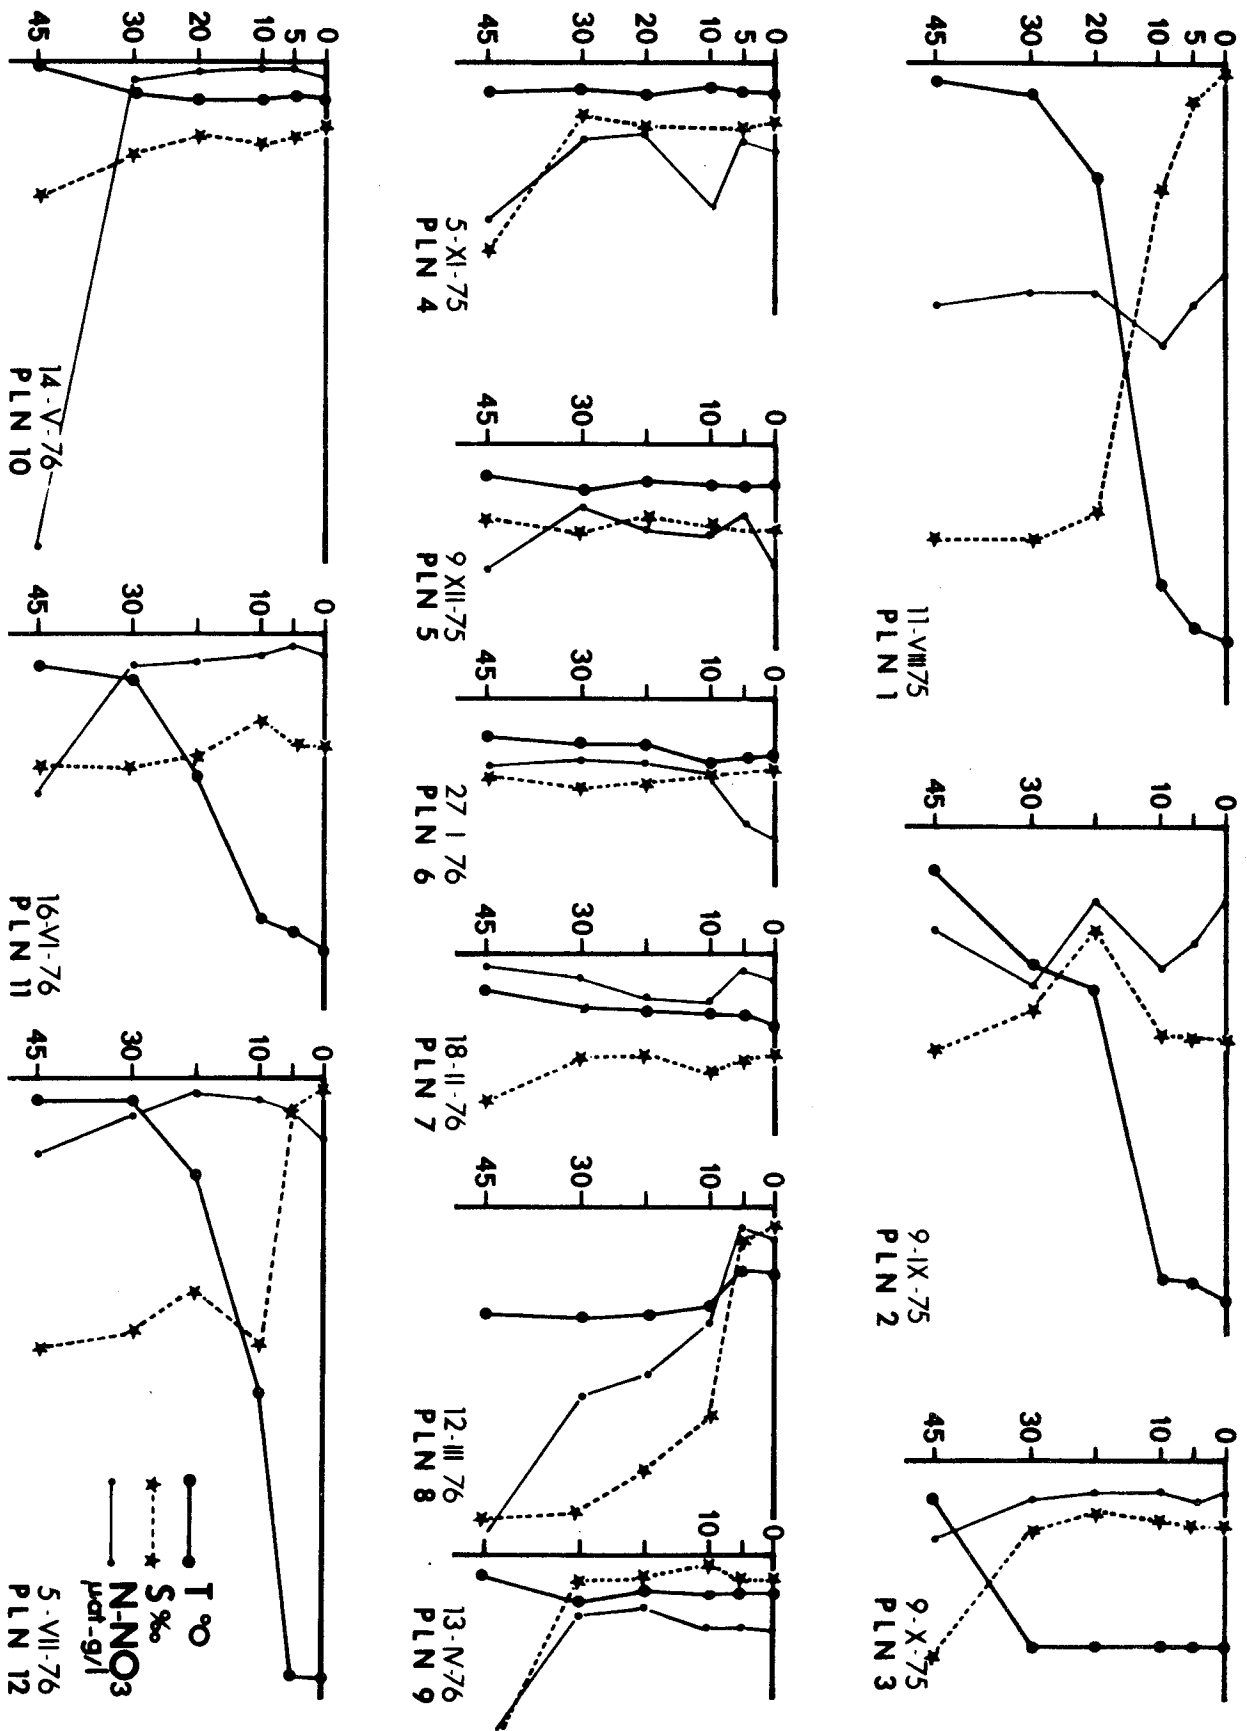 0
5
10
20
30
45
11-VIII 75
PLN 1
0
10
30
45
9-IX-75
PLN 2
0
10
30
45
9-X-75
PLN 3
0
5
10
20
30
45
5-XI-75
PLN 4
0
10
30
45
9 XII-75
PLN 5
0
10
30
45
27 I 76
PLN 6
0
10
30
45
18-II-76
PLN 7
0
10
30
45
12-III 76
PLN 8
0
10
13-IV-76
PLN 9
0
5
10
20
30
45
14-V-76
PLN 10
0
10
30
45
16-VI-76
PLN 11
0
10
30
45
T °C
S ‰
N-NO3
µat-g/l
5-VII-76
PLN 12